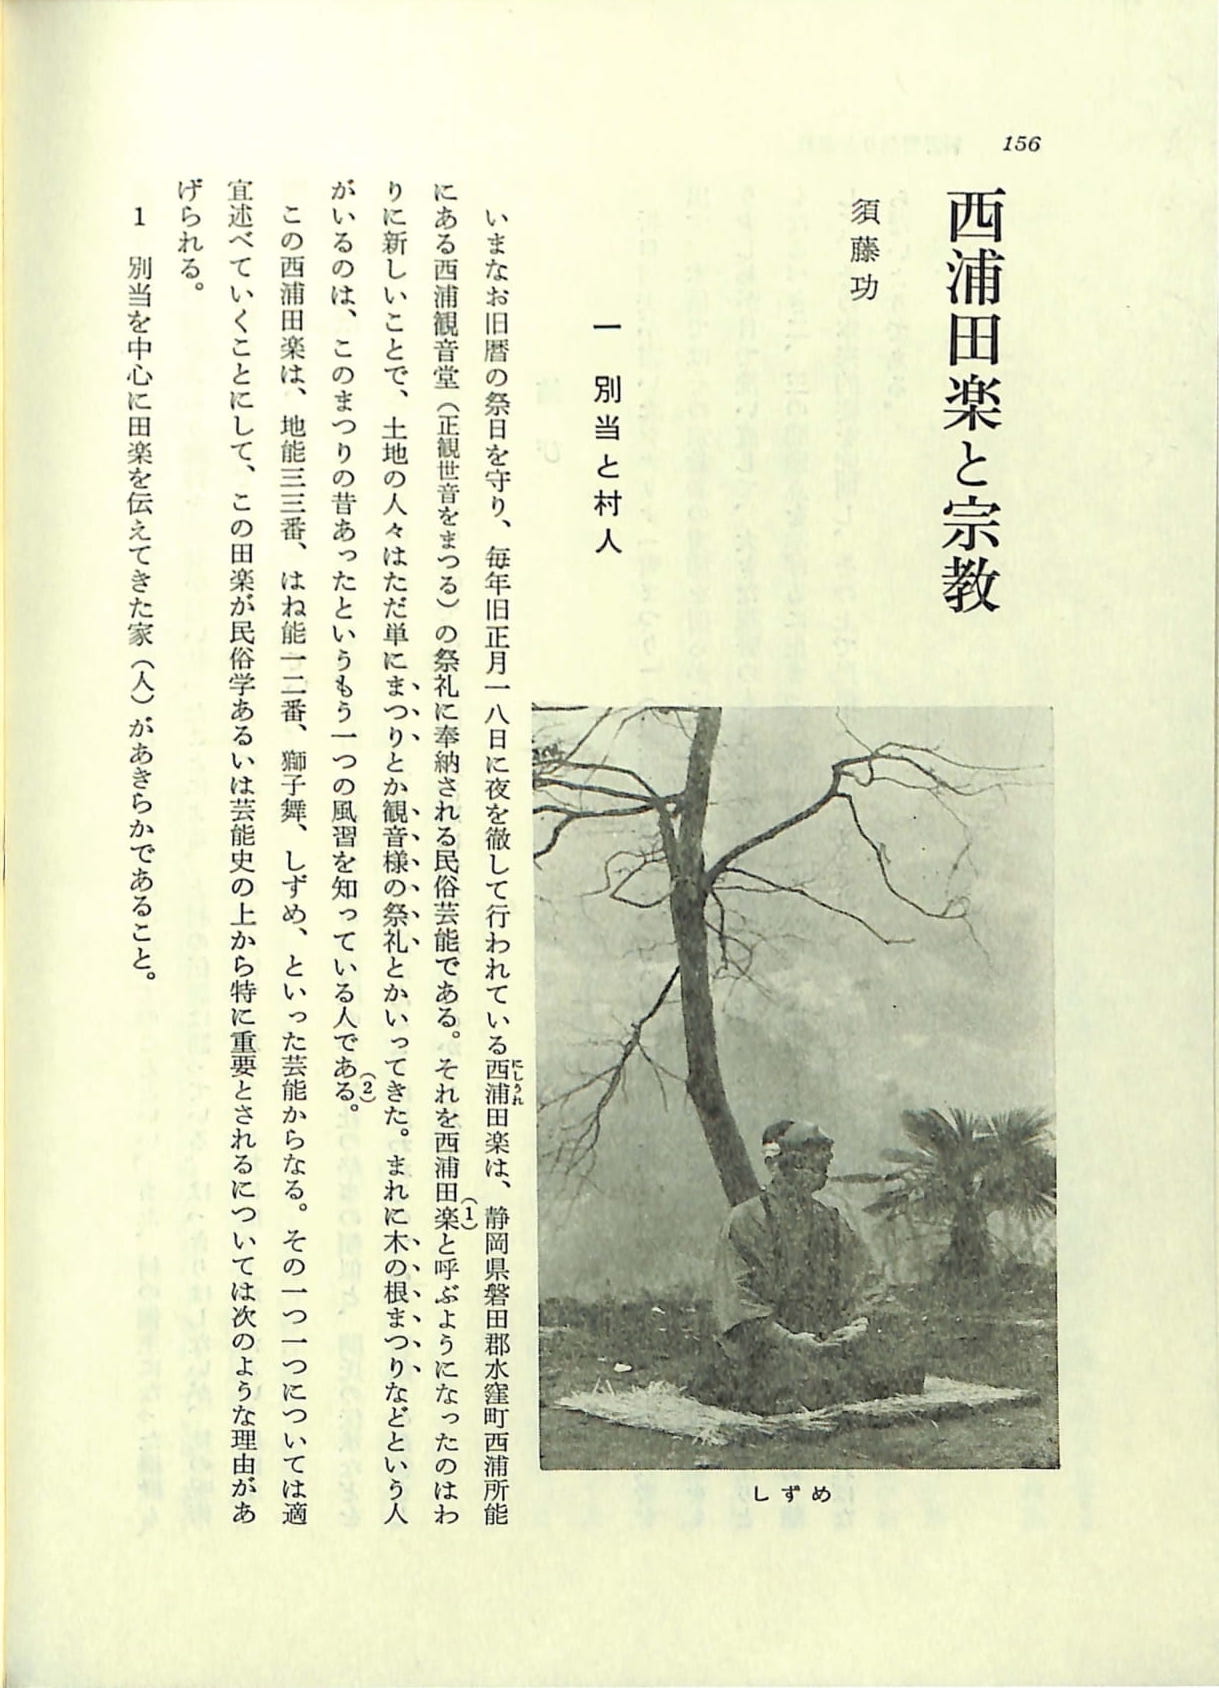 156
西浦田楽と宗教
須藤功
一 別当と村人
いまなお旧暦の祭日を守り、毎年旧正月一八日に夜を徹して行われている西浦田楽は、静岡県磐田郡水窪町西浦所能
にしうれ
にある西浦観音堂（正観世音をまつる）の祭礼に奉納される民俗芸能である。それを西浦田楽と呼ぶようになったのはわ
(1)
りに新しいことで、土地の人々はただ単にまつりとか観音様の祭礼とかいってきた。まれに木の根まつりなどという人
がいるのは、このまつりの昔あったというもう一つの風習を知っている人である。
(2)
この西浦田楽は、地能三三番、はね能一二番、獅子舞、しずめ、といった芸能からなる。その一つ一つについては適
宜述べていくことにして、この田楽が民俗学あるいは芸能史の上から特に重要とされるについては次のような理由があ
げられる。
1 別当を中心に田楽を伝えてきた家（人）があきらかであること。
しずめ